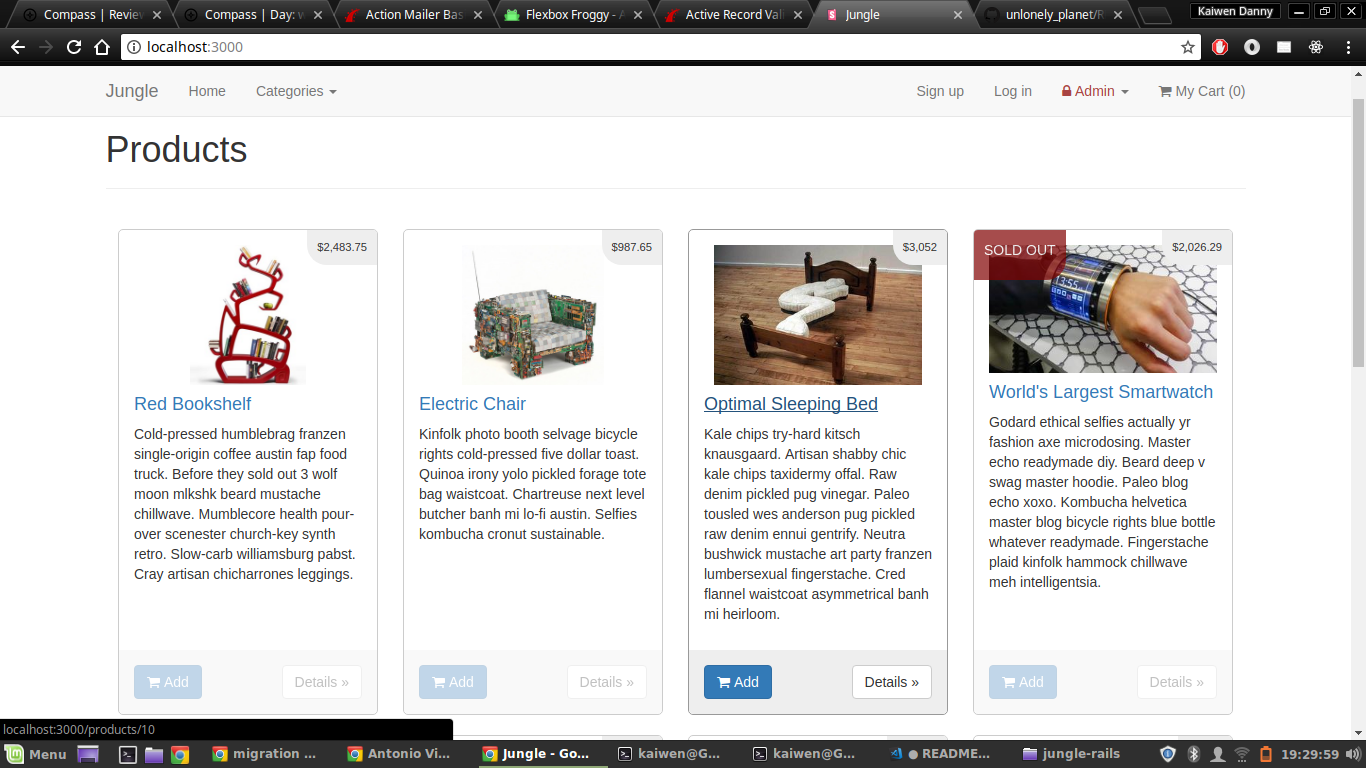 Compass | Review
Compass | Day: w
Action Mailer Bas
Flexbox Froggy - A
Active Record Vali
Jungle
unlonely_planet/R
Kaiwen Danny
localhost:3000
Jungle
Home
Categories
Sign up
Log in
Admin
My Cart (0)
Products
$2,483.75
$987.65
$3,052
SOLD OUT
$2,026.29
13:55
Red Bookshelf
Cold-pressed humblebrag franzen
single-origin coffee austin fap food
truck. Before they sold out 3 wolf
moon mlkshk beard mustache
chillwave. Mumblecore health pour-
over scenester church-key synth
retro. Slow-carb williamsburg pabst.
Cray artisan chicharrones leggings.
Add
Details »
Electric Chair
Kinfolk photo booth selvage bicycle
rights cold-pressed five dollar toast.
Quinoa irony yolo pickled forage tote
bag waistcoat. Chartreuse next level
butcher banh mi lo-fi austin. Selfies
kombucha cronut sustainable.
Add
Details »
Optimal Sleeping Bed
Kale chips try-hard kitsch
knausgaard. Artisan shabby chic
kale chips taxidermy offal. Raw
denim pickled pug vinegar. Paleo
tousled wes anderson pug pickled
raw denim ennui gentrify. Neutra
bushwick mustache art party franzen
lumbersexual fingerstache. Cred
flannel waistcoat asymmetrical banh
mi heirloom.
Add
Details »
World's Largest Smartwatch
Godard ethical selfies actually yr
fashion axe microdosing. Master
echo readymade diy. Beard deep v
swag master hoodie. Paleo blog
echo xoxo. Kombucha helvetica
master blog bicycle rights blue bottle
whatever readymade. Fingerstache
plaid kinfolk hammock chillwave
meh intelligentsia.
Add
Details »
localhost:3000/products/10
Menu
migration ...
Antonio Vi...
Jungle - Go...
kaiwen@G...
kaiwen@G...
● README...
jungle-rails
19:29:59